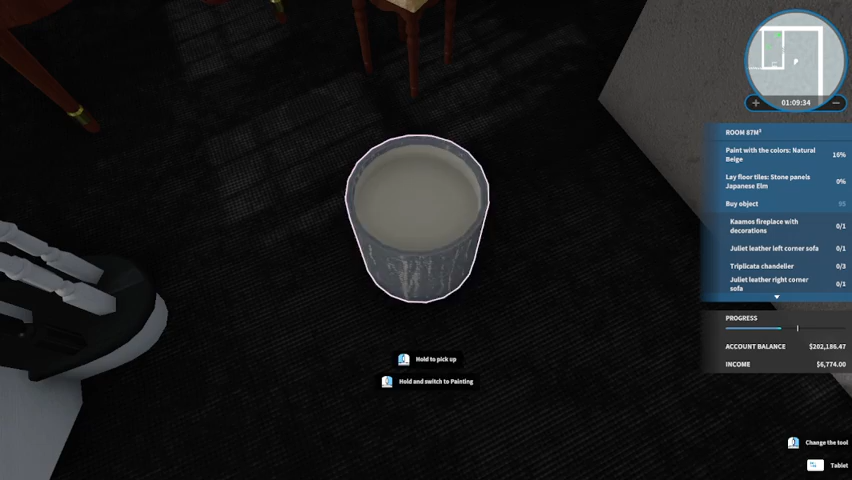 01:09:34
ROOM 87M²
Paint with the colors: Natural
Beige
16%
Lay floor tiles: Stone panels
Japanese Elm
0%
Buy object
95
Kaamos fireplace with
decorations
0/1
Juliet leather left corner sofa
0/1
Triplicata chandelier
0/3
Juliet leather right corner
sofa
0/1
PROGRESS
ACCOUNT BALANCE
$202,186.47
INCOME
$6,774.00
Hold to pick up
Hold and switch to Painting
Change the tool
Tablet